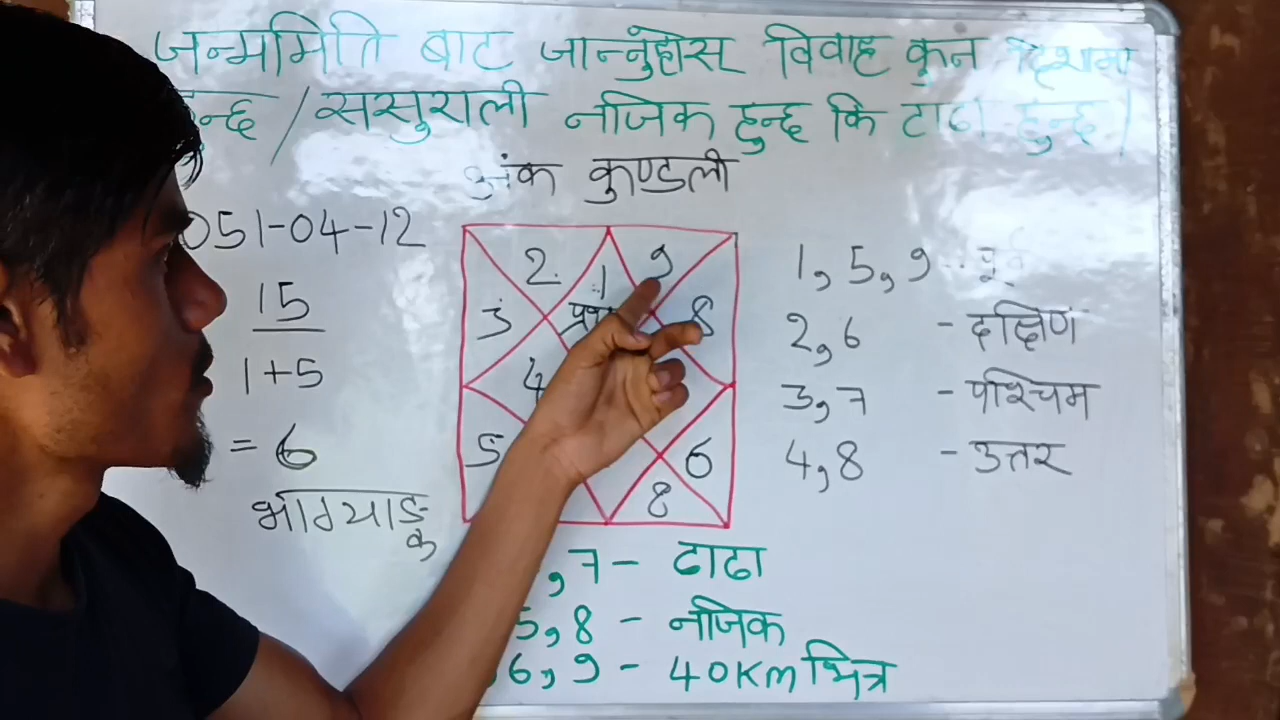 जन्ममिति बाट जान्नुहोस् विवाह कुन दिशामा
हुन्छ / ससुराली नजिक हुन्छ कि टाढा हुन्छ ।
अंक कुण्डली
051-04-12
15
1+5
= 6
भाग्याङ्क
2
1
9
3
8
4
5
6
8
1, 5, 9 - पूर्व
2, 6 - दक्षिण
3, 7 - पश्चिम
4, 8 - उत्तर
, 7 - टाढा
5, 8 - नजिक
6, 9 - 40Km भित्र